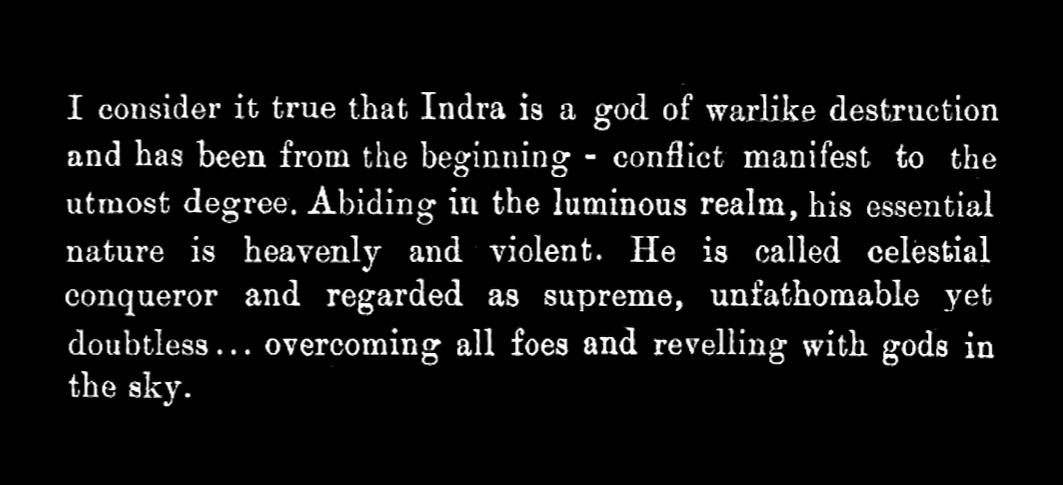 I consider it true that Indra is a god of warlike destruction
and has been from the beginning - conflict manifest to the
utmost degree. Abiding in the luminous realm, his essential
nature is heavenly and violent. He is called celestial
conqueror and regarded as supreme, unfathomable yet
doubtless... overcoming all foes and revelling with gods in
the sky.